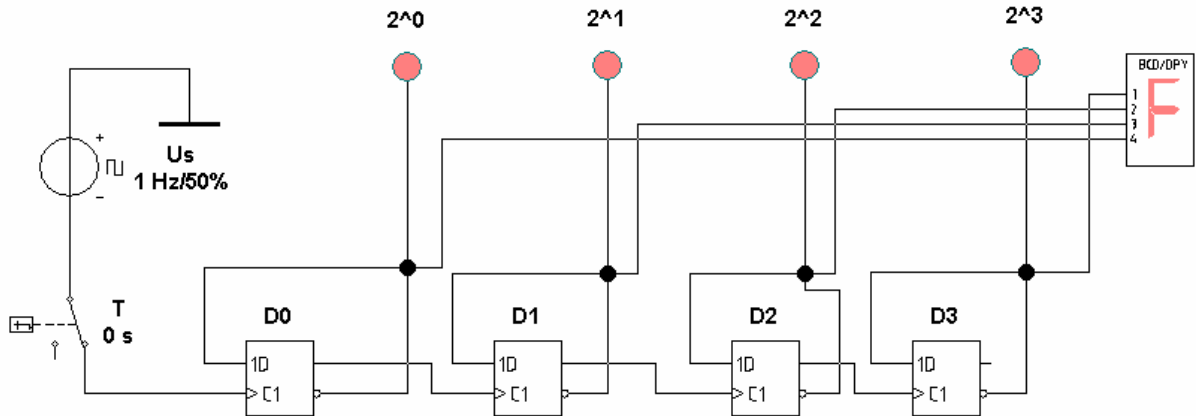 2^0 2^1 2^2 2^3
BCD/DPY
1
2
3
4
F
+
Us
1 Hz/50%
-
T
0 s
D0 D1 D2 D3
1D 1D 1D 1D
C1 C1 C1 C1